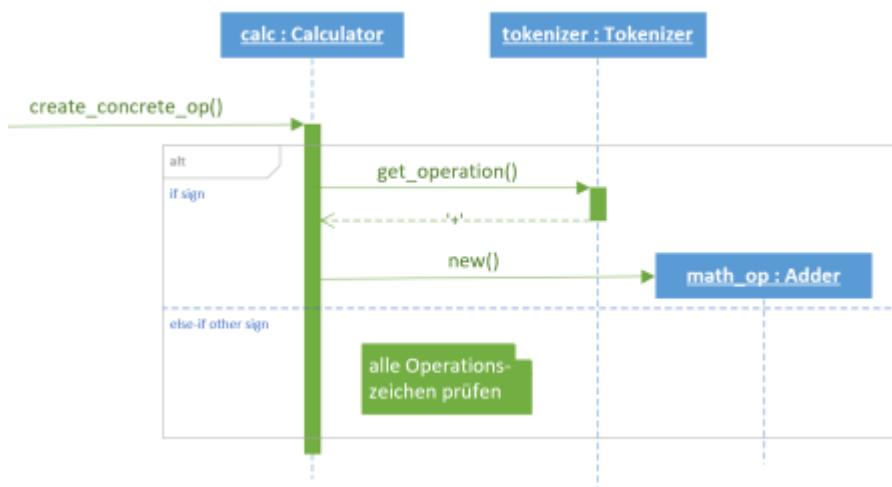 calc : Calculator
tokenizer : Tokenizer
create_concrete_op()
alt
get_operation()
if sign
'+'
new()
math_op : Adder
else-if other sign
alle Operations-
zeichen prüfen